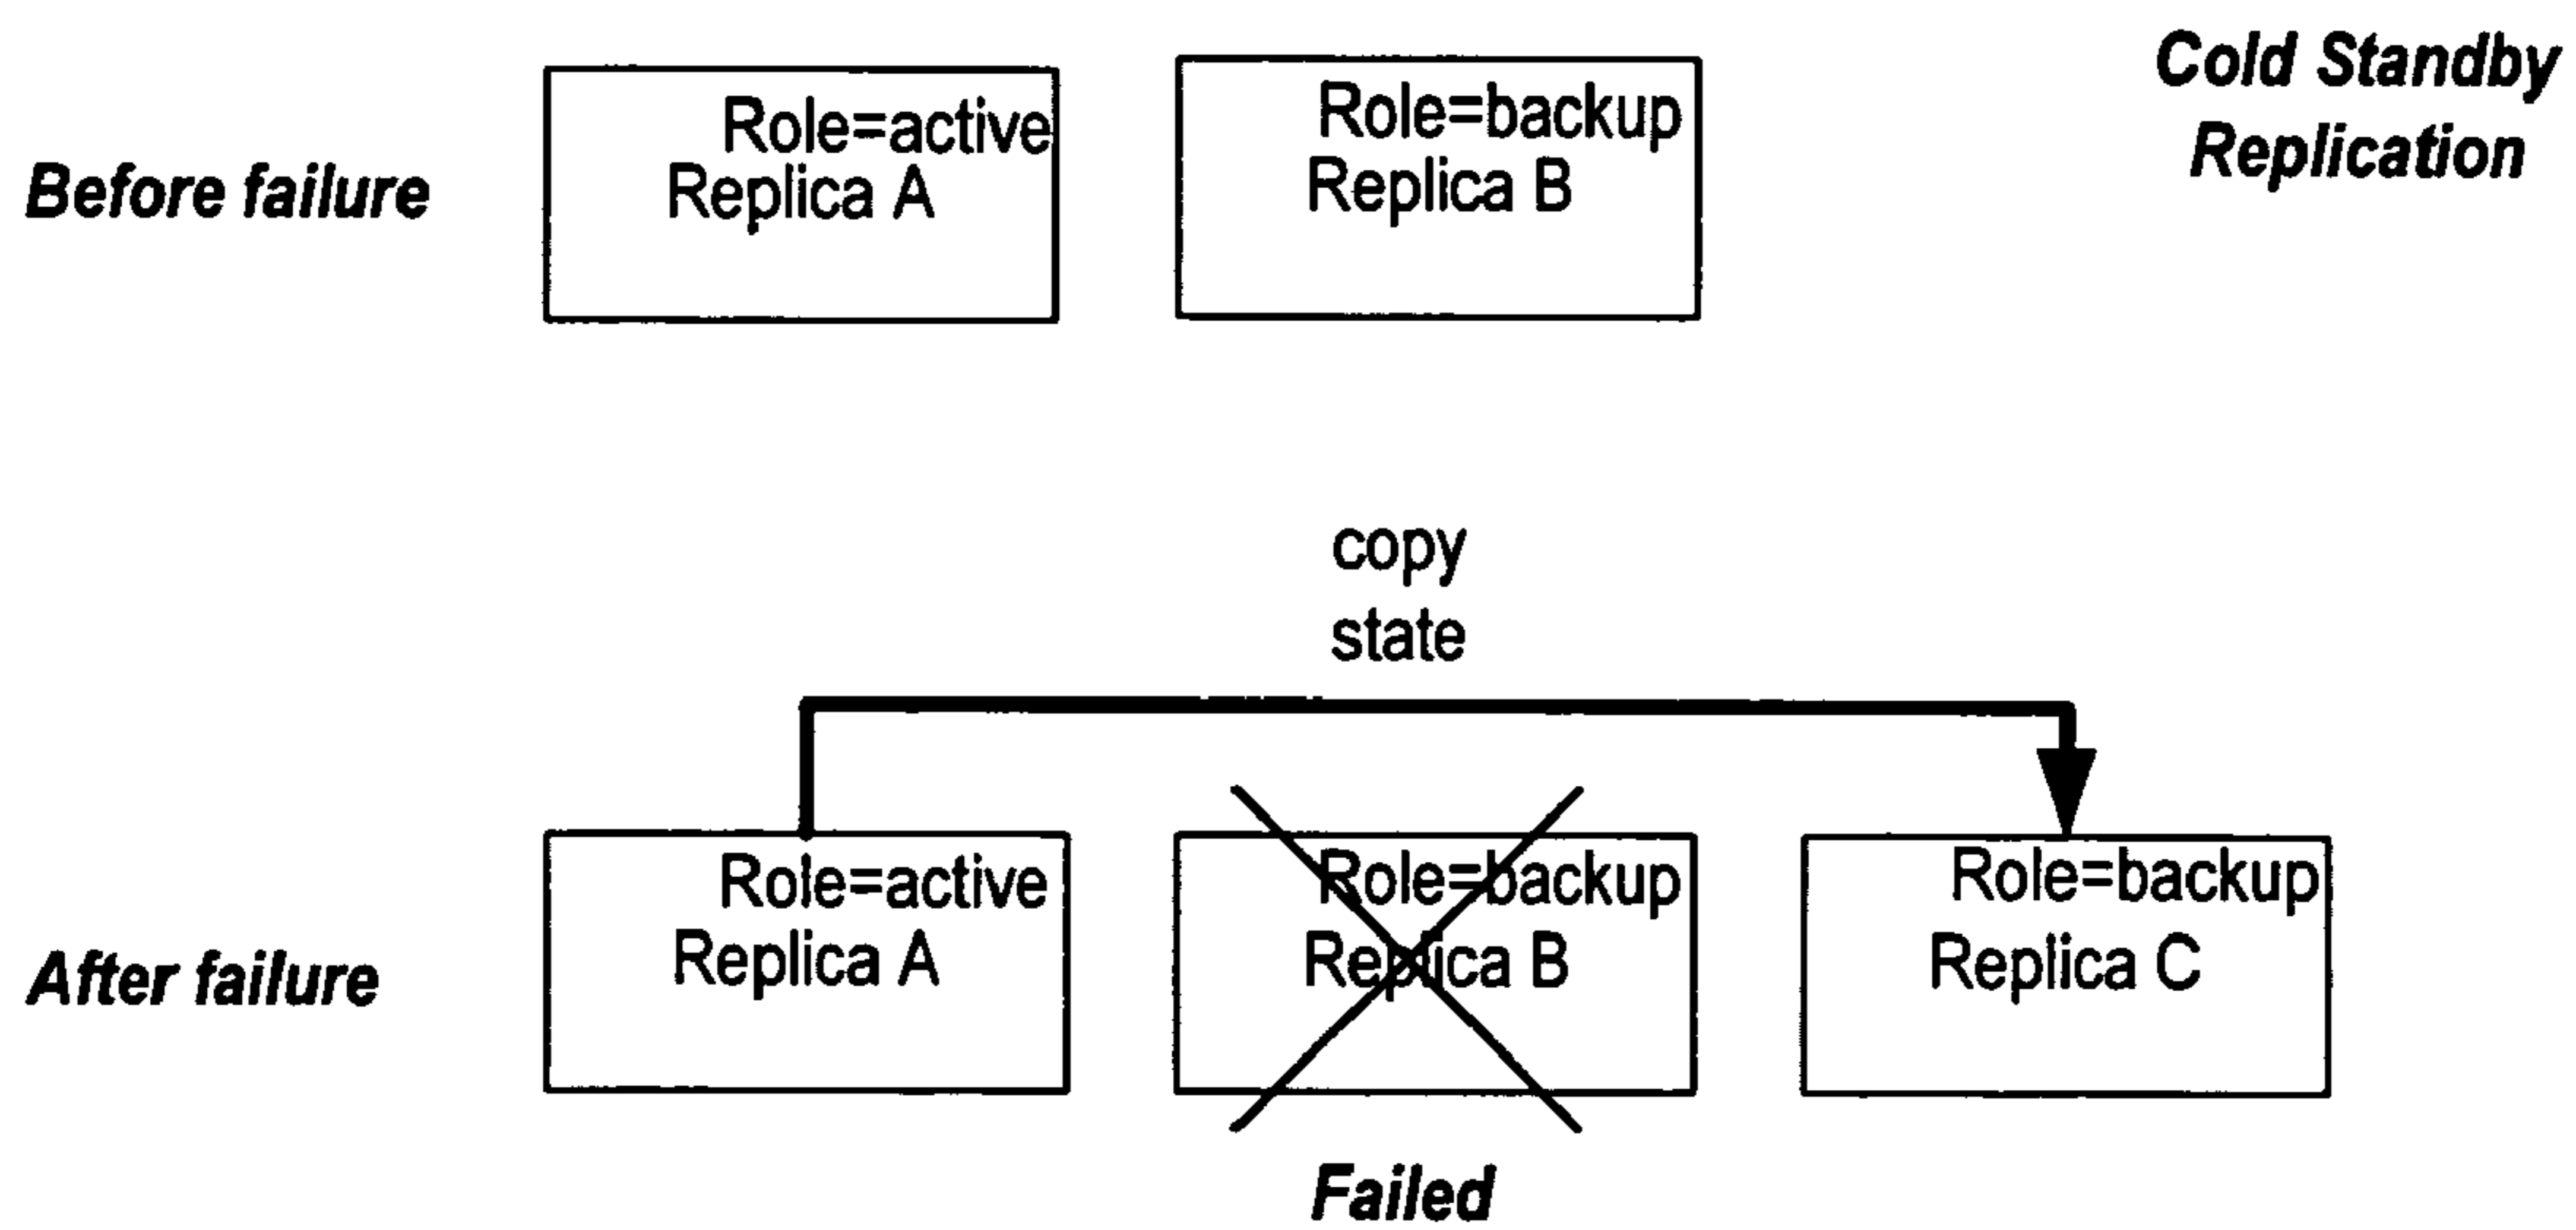 Cold Standby
Replication
Before failure
Role=active
Replica A
Role=backup
Replica B
copy
state
After failure
Role=active
Replica A
Role=backup
Replica B
Role=backup
Replica C
Failed